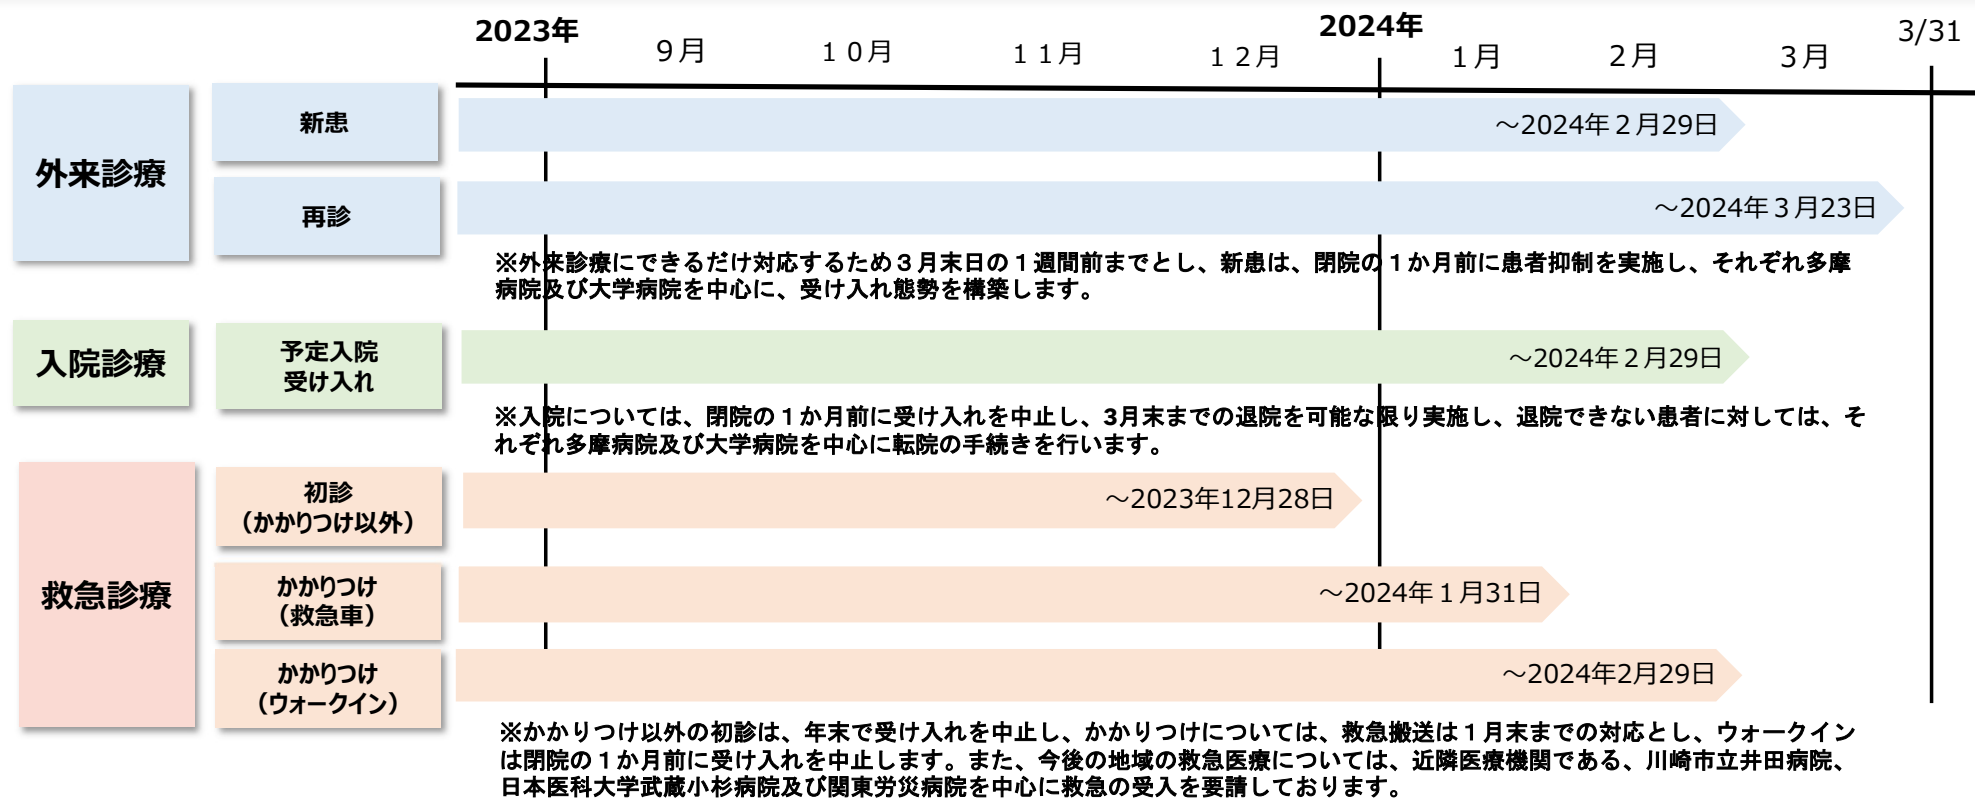 2023年
2024年
3/31
９月
１０月
１１月
１２月
１月
２月
３月
外来診療
新患
～2024年２月29日
再診
～2024年３月23日
※外来診療にできるだけ対応するため３月末日の１週間前までとし、新患は、閉院の１か月前に患者抑制を実施し、それぞれ多摩
病院及び大学病院を中心に、受け入れ態勢を構築します。
入院診療
予定入院
受け入れ
～2024年２月29日
※入院については、閉院の１か月前に受け入れを中止し、3月末までの退院を可能な限り実施し、退院できない患者に対しては、そ
れぞれ多摩病院及び大学病院を中心に転院の手続きを行います。
救急診療
初診
（かかりつけ以外）
～2023年12月28日
かかりつけ
（救急車）
～2024年１月31日
かかりつけ
（ウォークイン）
～2024年2月29日
※かかりつけ以外の初診は、年末で受け入れを中止し、かかりつけについては、救急搬送は１月末までの対応とし、ウォークイン
は閉院の１か月前に受け入れを中止します。また、今後の地域の救急医療については、近隣医療機関である、川崎市立井田病院、
日本医科大学武蔵小杉病院及び関東労災病院を中心に救急の受入を要請しております。